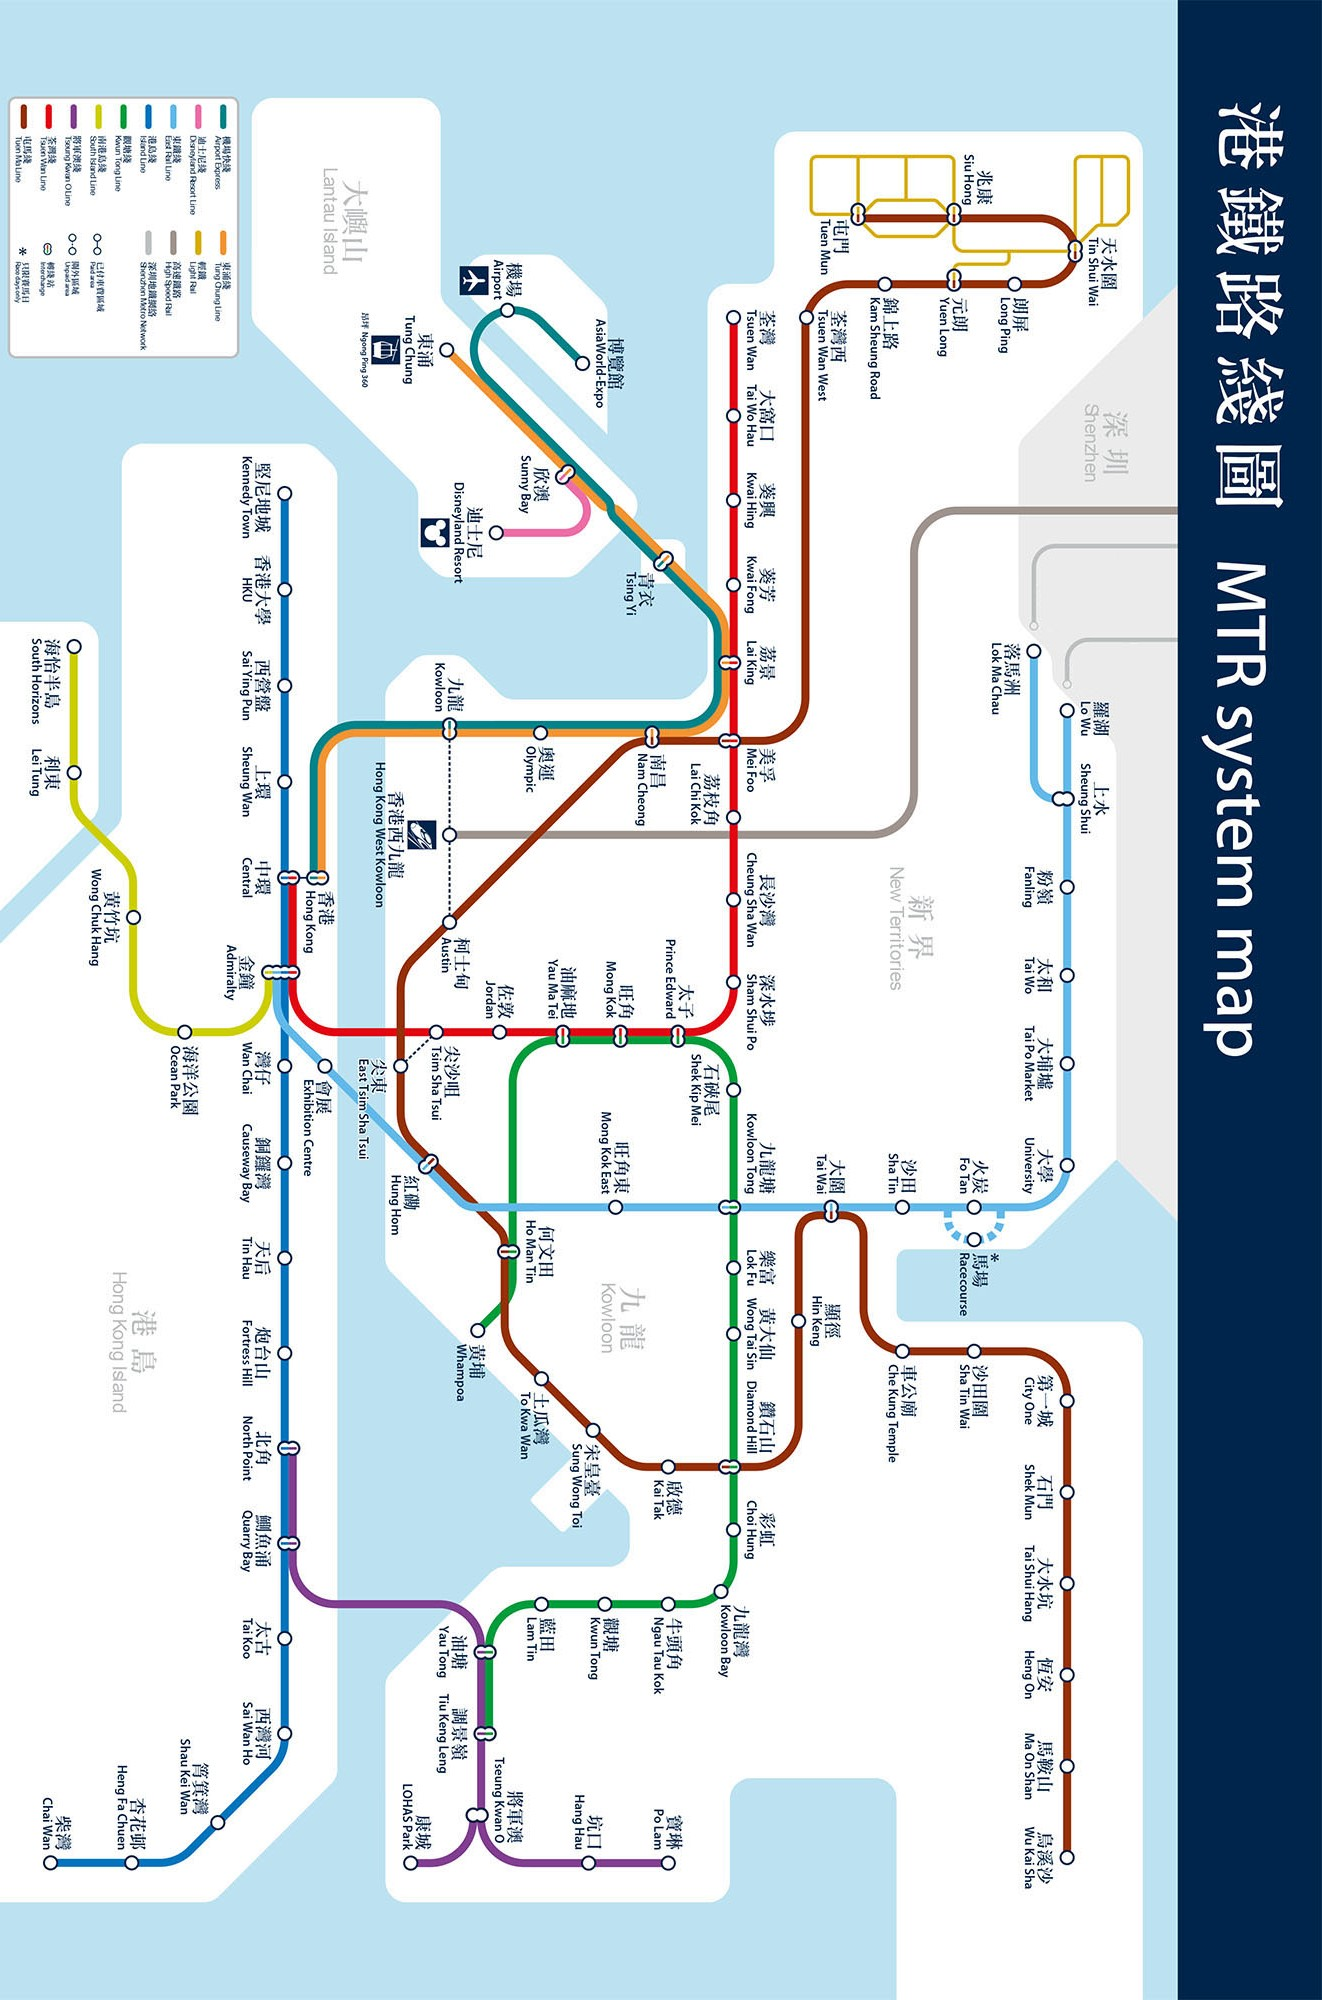 港鐵路綫圖 MTR system map
深圳
Shenzhen
新界
New Territories
九龍
Kowloon
大嶼山
Lantau Island
港島
Hong Kong Island
兆康
Siu Hong
天水圍
Tin Shui Wai
屯門
Tuen Mun
朗屏
Long Ping
元朗
Yuen Long
錦上路
Kam Sheung Road
荃灣西
Tsuen Wan West
落馬洲
Lok Ma Chau
羅湖
Lo Wu
上水
Sheung Shui
粉嶺
Fanling
太和
Tai Wo
大埔墟
Tai Po Market
大學
University
火炭
Fo Tan
*馬場
Racecourse
沙田
Sha Tin
大圍
Tai Wai
顯徑
Hin Keng
車公廟
Che Kung Temple
沙田圍
Sha Tin Wai
第一城
City One
石門
Shek Mun
大水坑
Tai Shui Hang
恆安
Heng On
馬鞍山
Ma On Shan
烏溪沙
Wu Kai Sha
荃灣
Tsuen Wan
大窩口
Tai Wo Hau
葵興
Kwai Hing
葵芳
Kwai Fong
荔景
Lai King
美孚
Mei Foo
荔枝角
Lai Chi Kok
長沙灣
Cheung Sha Wan
深水埗
Sham Shui Po
太子
Prince Edward
旺角
Mong Kok
油麻地
Yau Ma Tei
佐敦
Jordan
尖沙咀
Tsim Sha Tsui
尖東
East Tsim Sha Tsui
石硤尾
Shek Kip Mei
九龍塘
Kowloon Tong
樂富
Lok Fu
黃大仙
Wong Tai Sin
鑽石山
Diamond Hill
彩虹
Choi Hung
九龍灣
Kowloon Bay
牛頭角
Ngau Tau Kok
觀塘
Kwun Tong
藍田
Lam Tin
油塘
Yau Tong
調景嶺
Tiu Keng Leng
將軍澳
Tseung Kwan O
坑口
Hang Hau
寶琳
Po Lam
康城
LOHAS Park
旺角東
Mong Kok East
紅磡
Hung Hom
何文田
Ho Man Tin
黃埔
Whampoa
土瓜灣
To Kwa Wan
宋皇臺
Sung Wong Toi
啟德
Kai Tak
博覽館
AsiaWorld-Expo
機場
Airport
東涌
Tung Chung
昂坪 Ngong Ping 360
欣澳
Sunny Bay
迪士尼
Disneyland Resort
青衣
Tsing Yi
南昌
Nam Cheong
奧運
Olympic
九龍
Kowloon
香港西九龍
Hong Kong West Kowloon
柯士甸
Austin
香港
Hong Kong
堅尼地城
Kennedy Town
香港大學
HKU
西營盤
Sai Ying Pun
上環
Sheung Wan
中環
Central
金鐘
Admiralty
灣仔
Wan Chai
會展
Exhibition Centre
銅鑼灣
Causeway Bay
天后
Tin Hau
炮台山
Fortress Hill
北角
North Point
鰂魚涌
Quarry Bay
太古
Tai Koo
西灣河
Sai Wan Ho
筲箕灣
Shau Kei Wan
杏花邨
Heng Fa Chuen
柴灣
Chai Wan
海怡半島
South Horizons
利東
Lei Tung
黃竹坑
Wong Chuk Hang
海洋公園
Ocean Park
機場快綫
Airport Express
迪士尼綫
Disneyland Resort Line
東鐵綫
East Rail Line
港島綫
Island Line
觀塘綫
Kwun Tong Line
南港島綫
South Island Line
將軍澳綫
Tseung Kwan O Line
荃灣綫
Tsuen Wan Line
屯馬綫
Tuen Ma Line
東涌綫
Tung Chung Line
輕鐵
Light Rail
高速鐵路
High Speed Rail
深圳地鐵網絡
Shenzhen Metro Network
已付車費區域
Paid area
閘外區域
Unpaid area
轉綫站
Interchange
* 只限賽馬日
Race days only